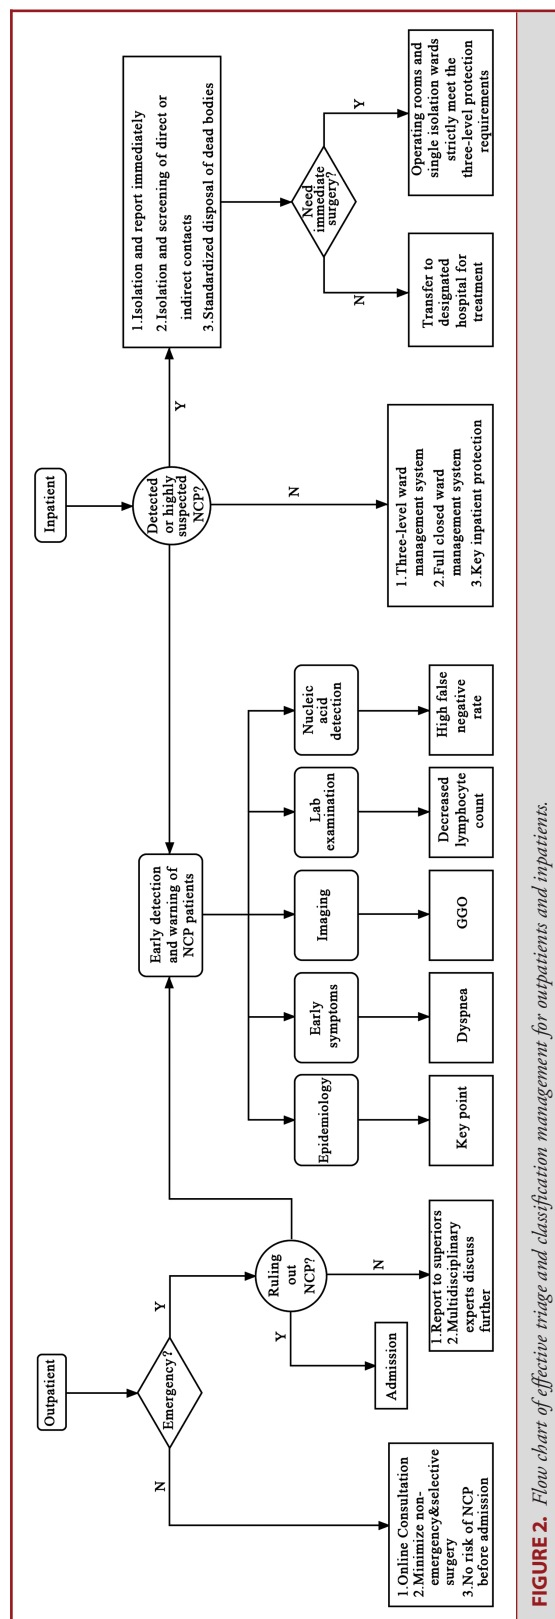 Outpatient
Emergency?
N
Y
1.Online Consultation
2.Minimize non-
emergency&selective
surgery
3.No risk of NCP
before admission
Ruling
out
NCP?
Y
N
Admission
1.Report to superiors
2.Multidisciplinary
experts discuss
further
Early detection
and warning of
NCP patients
Epidemiology
Early
symptoms
Imaging
Lab
examination
Nucleic
acid
detection
Key point
Dyspnea
GGO
Decreased
lymphocyte
count
High false
negative
rate
Inpatient
Detected
or highly
suspected
NCP?
Y
N
1.Three-level ward
management system
2.Full closed ward
management system
3.Key inpatient protection
1.Isolation and report immediately
2.Isolation and screening of direct or
indirect contacts
3.Standardized disposal of dead bodies
Need
immediate
surgery?
N
Y
Transfer to
designated
hospital for
treatment
Operating rooms and
single isolation wards
strictly meet the
three-level protection
requirements
FIGURE 2. Flow chart of effective triage and classification management for outpatients and inpatients.